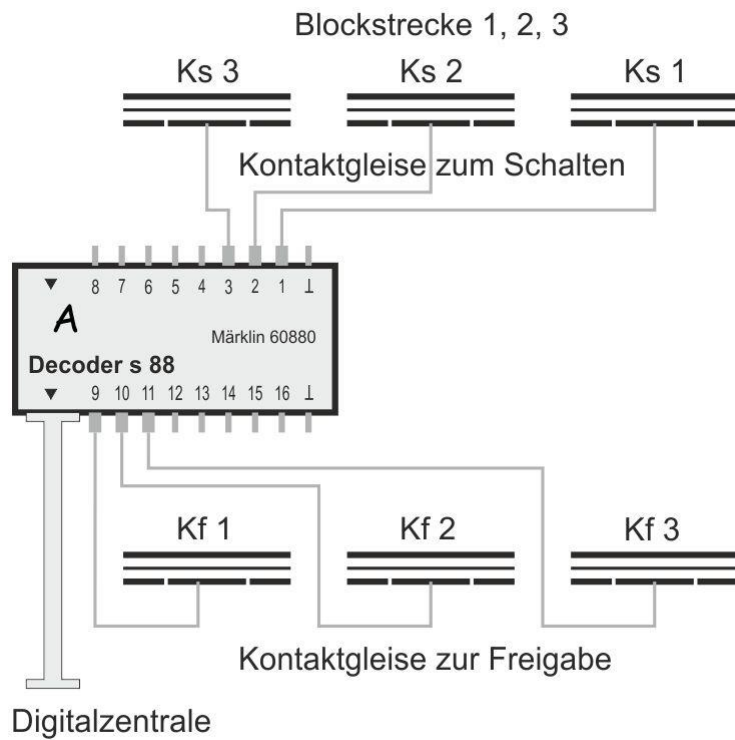 Blockstrecke 1, 2, 3
Ks 3 Ks 2 Ks 1
Kontaktgleise zum Schalten
8 7 6 5 4 3 2 1 ⊥
A
Märklin 60880
Decoder s 88
9 10 11 12 13 14 15 16 ⊥
Kf 1 Kf 2 Kf 3
Kontaktgleise zur Freigabe
Digitalzentrale